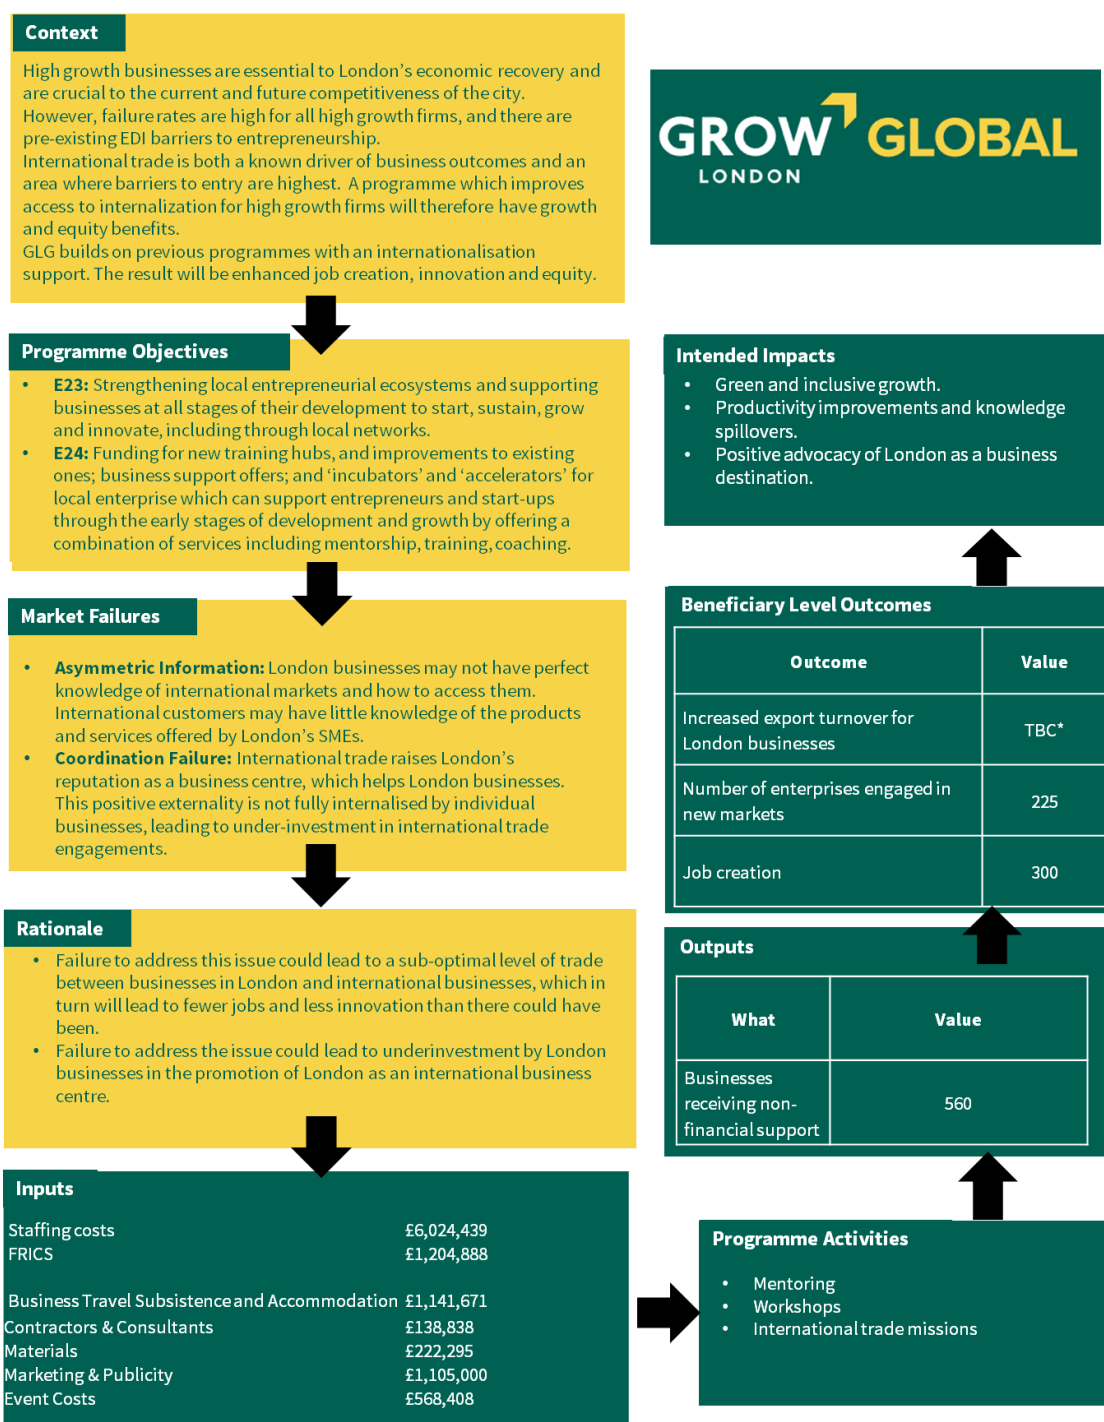 Context
High growth businesses are essential to London's economic recovery and
are crucial to the current and future competitiveness of the city.
However, failure rates are high for all high growth firms, and there are
pre-existing EDI barriers to entrepreneurship.
International trade is both a known driver of business outcomes and an
area where barriers to entry are highest. A programme which improves
access to internalization for high growth firms will therefore have growth
and equity benefits.
GLG builds on previous programmes with an internationalisation
support. The result will be enhanced job creation, innovation and equity.
Programme Objectives
• E23: Strengthening local entrepreneurial ecosystems and supporting
businesses at all stages of their development to start, sustain, grow
and innovate, including through local networks.
• E24: Funding for new training hubs, and improvements to existing
ones; business support offers; and ‘incubators’ and ‘accelerators’ for
local enterprise which can support entrepreneurs and start-ups
through the early stages of development and growth by offering a
combination of services including mentorship, training, coaching.
Market Failures
• Asymmetric Information: London businesses may not have perfect
knowledge of international markets and how to access them.
International customers may have little knowledge of the products
and services offered by London's SMEs.
• Coordination Failure: International trade raises London's
reputation as a business centre, which helps London businesses.
This positive externality is not fully internalised by individual
businesses, leading to under-investment in international trade
engagements.
Rationale
• Failure to address this issue could lead to a sub-optimal level of trade
between businesses in London and international businesses, which in
turn will lead to fewer jobs and less innovation than there could have
been.
• Failure to address the issue could lead to underinvestment by London
businesses in the promotion of London as an international business
centre.
Inputs
Staffing costs £6,024,439
FRICS £1,204,888
Business Travel Subsistence and Accommodation £1,141,671
Contractors & Consultants £138,838
Materials £222,295
Marketing & Publicity £1,105,000
Event Costs £568,408
GROW GLOBAL
LONDON
Intended Impacts
• Green and inclusive growth.
• Productivity improvements and knowledge
spillovers.
• Positive advocacy of London as a business
destination.
Beneficiary Level Outcomes
Outcome Value
Increased export turnover for
London businesses TBC*
Number of enterprises engaged in
new markets 225
Job creation 300
Outputs
What Value
Businesses
receiving non- 560
financial support
Programme Activities
• Mentoring
• Workshops
• International trade missions